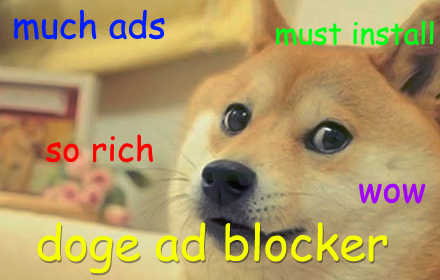 much ads
must install
so rich
wow
doge ad blocker